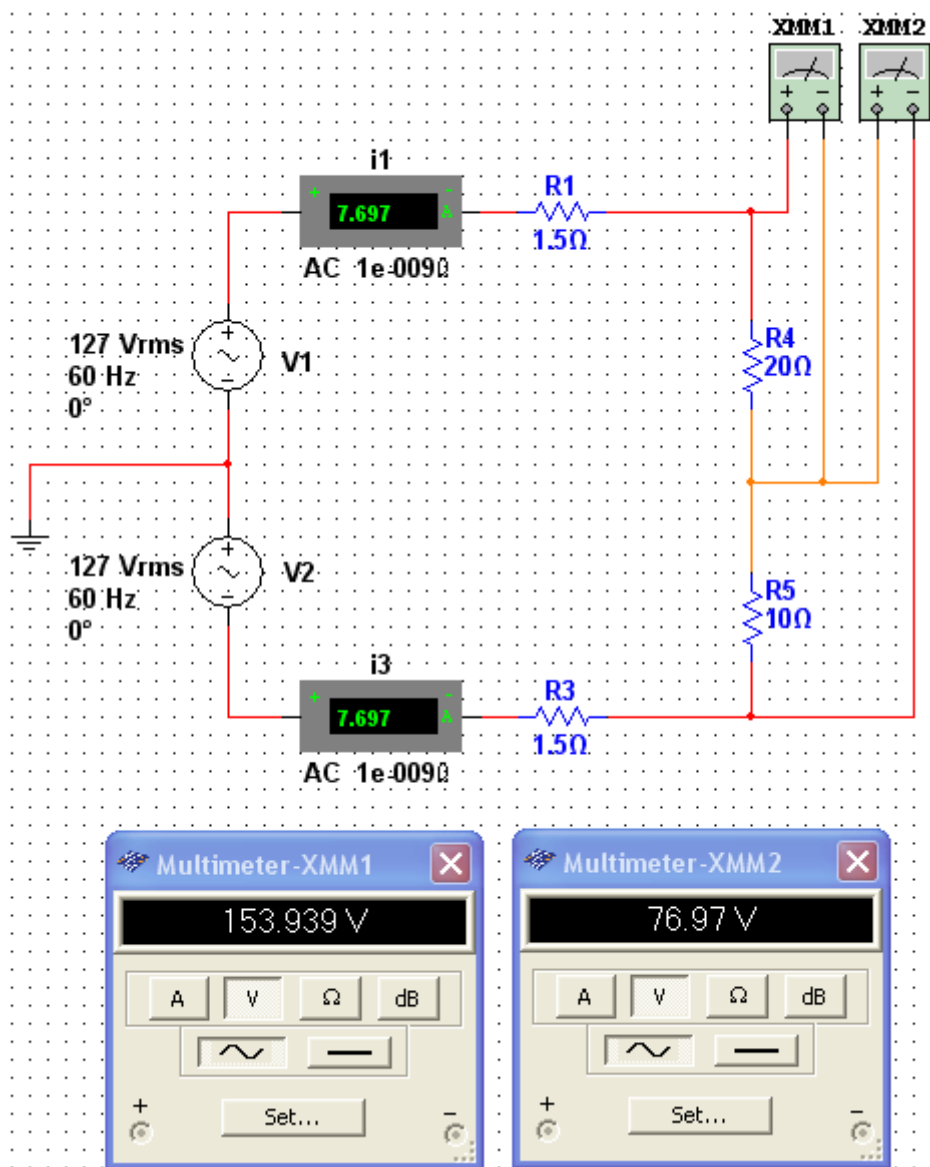 XMM1 XMM2
+ − + −
i1
+ 7.697 − A
AC 1e-009Ω
R1
1.5Ω
127 Vrms
60 Hz
0°
+
−
V1
R4
20Ω
127 Vrms
60 Hz
0°
+
−
V2
R5
10Ω
i3
+ 7.697 − A
AC 1e-009Ω
R3
1.5Ω
Multimeter-XMM1
153.939 V
A V Ω dB
+ Set... −
Multimeter-XMM2
76.97 V
A V Ω dB
+ Set... −